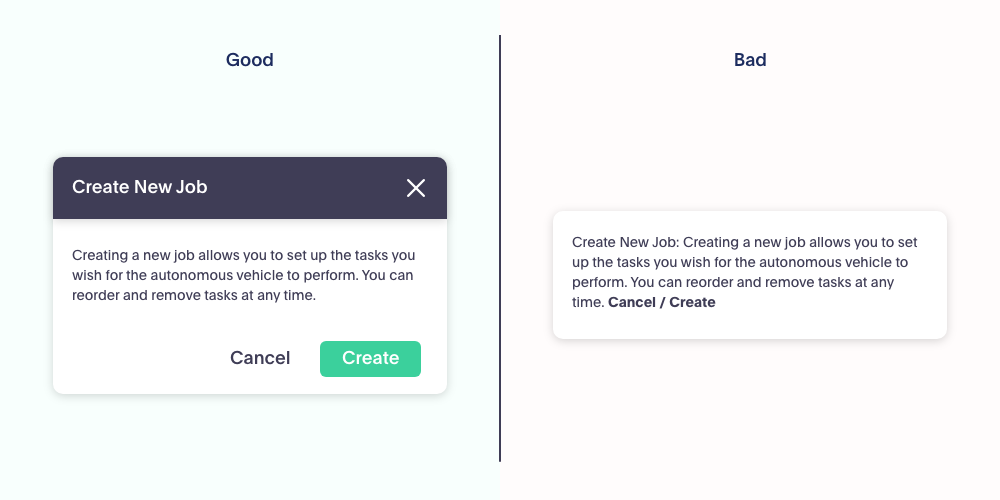 Good
Create New Job
Creating a new job allows you to set up the tasks you
wish for the autonomous vehicle to perform. You can
reorder and remove tasks at any time.
Cancel
Create
Bad
Create New Job: Creating a new job allows you to set
up the tasks you wish for the autonomous vehicle to
perform. You can reorder and remove tasks at any
time. Cancel / Create